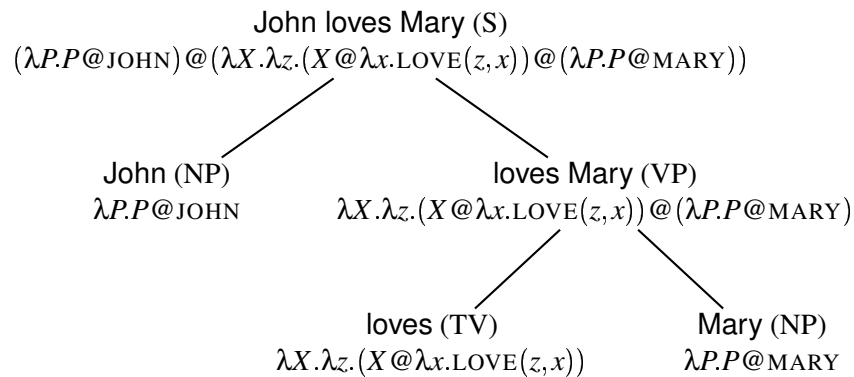 John loves Mary (S)
(λP.P@JOHN)@(λX.λz.(X@λx.LOVE(z,x))@(λP.P@MARY))
John (NP)
λP.P@JOHN
loves Mary (VP)
λX.λz.(X@λx.LOVE(z,x))@(λP.P@MARY)
loves (TV)
λX.λz.(X@λx.LOVE(z,x))
Mary (NP)
λP.P@MARY